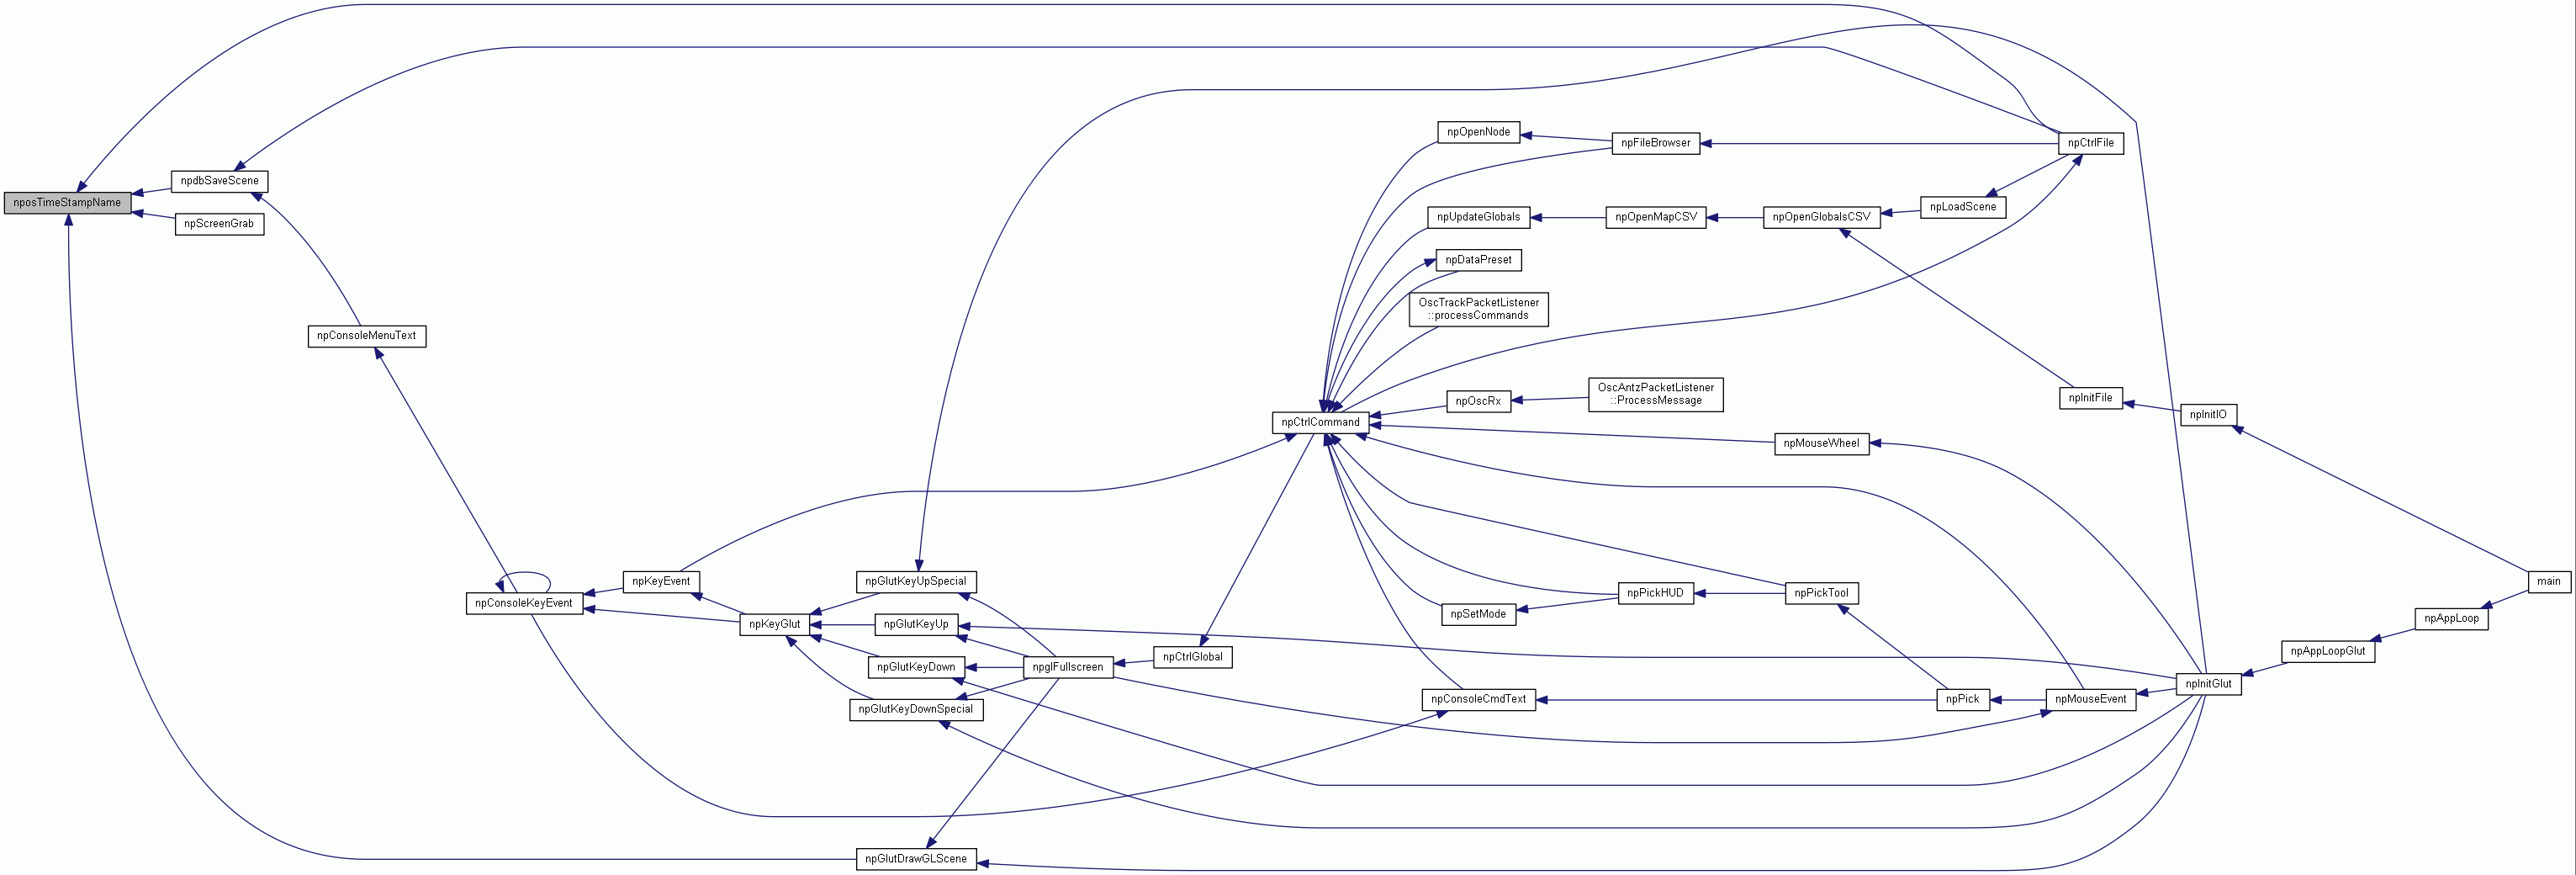 npOpenNode
npFileBrowser
npCtrlFile
npdbSaveScene
nposTimeStampName
npScreenGrab
npUpdateGlobals
npOpenMapCSV
npOpenGlobalsCSV
npLoadScene
npDataPreset
OscTrackPacketListener
::processCommands
npConsoleMenuText
OscAntzPacketListener
::ProcessMessage
npOscRx
npInitFile
npInitIO
npCtrlCommand
npMouseWheel
npKeyEvent
npGlutKeyUpSpecial
main
npConsoleKeyEvent
npPickHUD
npPickTool
npSetMode
npKeyGlut
npGlutKeyUp
npAppLoop
npAppLoopGlut
npCtrlGlobal
npGlutKeyDown
npglFullscreen
npInitGlut
npConsoleCmdText
npPick
npMouseEvent
npGlutKeyDownSpecial
npGlutDrawGLScene